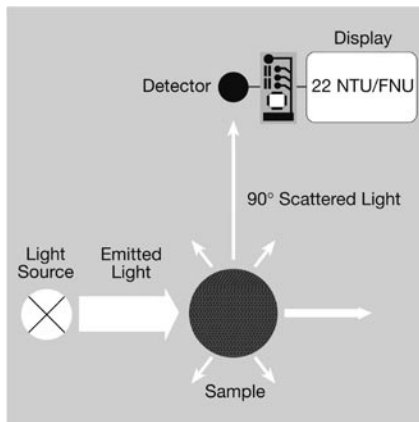 Display
Detector
22 NTU/FNU
90° Scattered Light
Light
Source
Emitted
Light
Sample